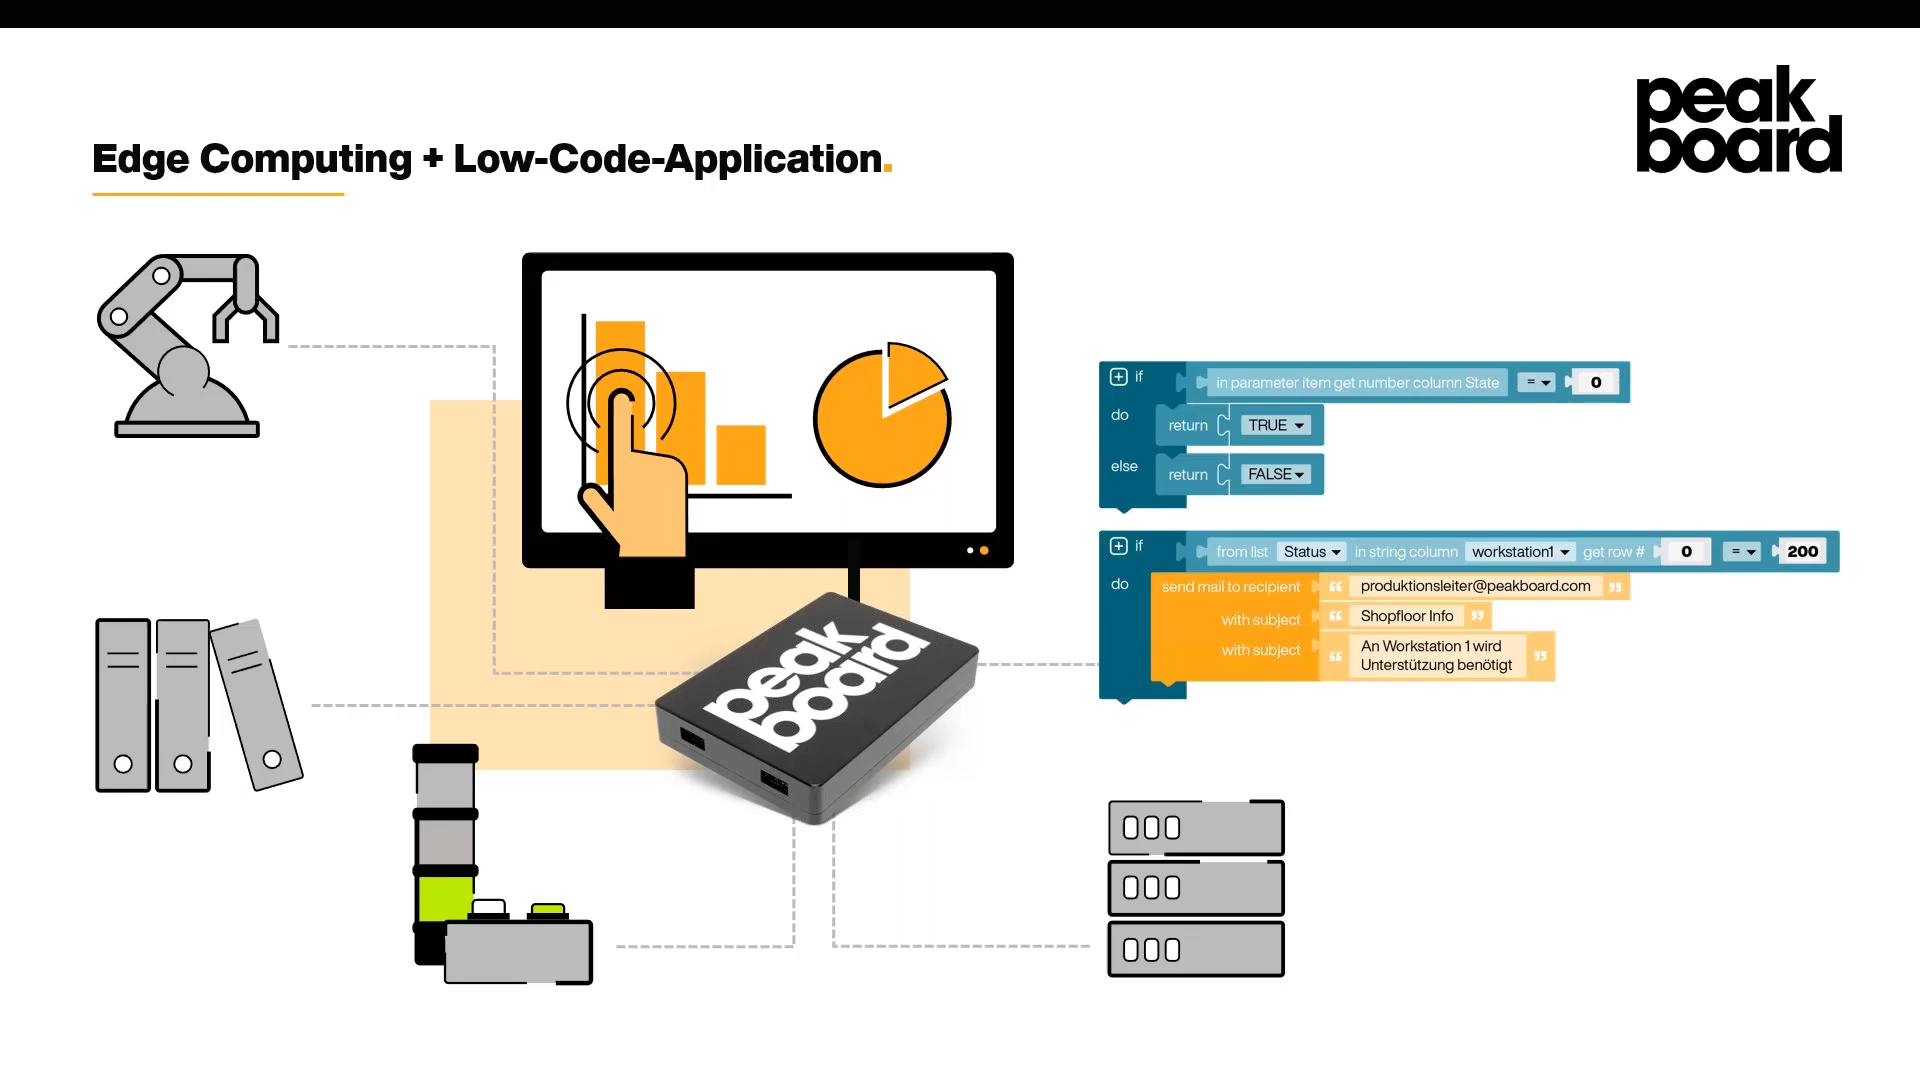 peak
board
Edge Computing + Low-Code-Application.
if in parameter item get number column State = 0
do return TRUE
else return FALSE
if from list Status in string column workstation1 get row # 0 = 200
do send mail to recipient “ produktionsleiter@peakboard.com ”
with subject “ Shopfloor Info ”
with subject “ An Workstation 1 wird
Unterstützung benötigt ”
peak
board